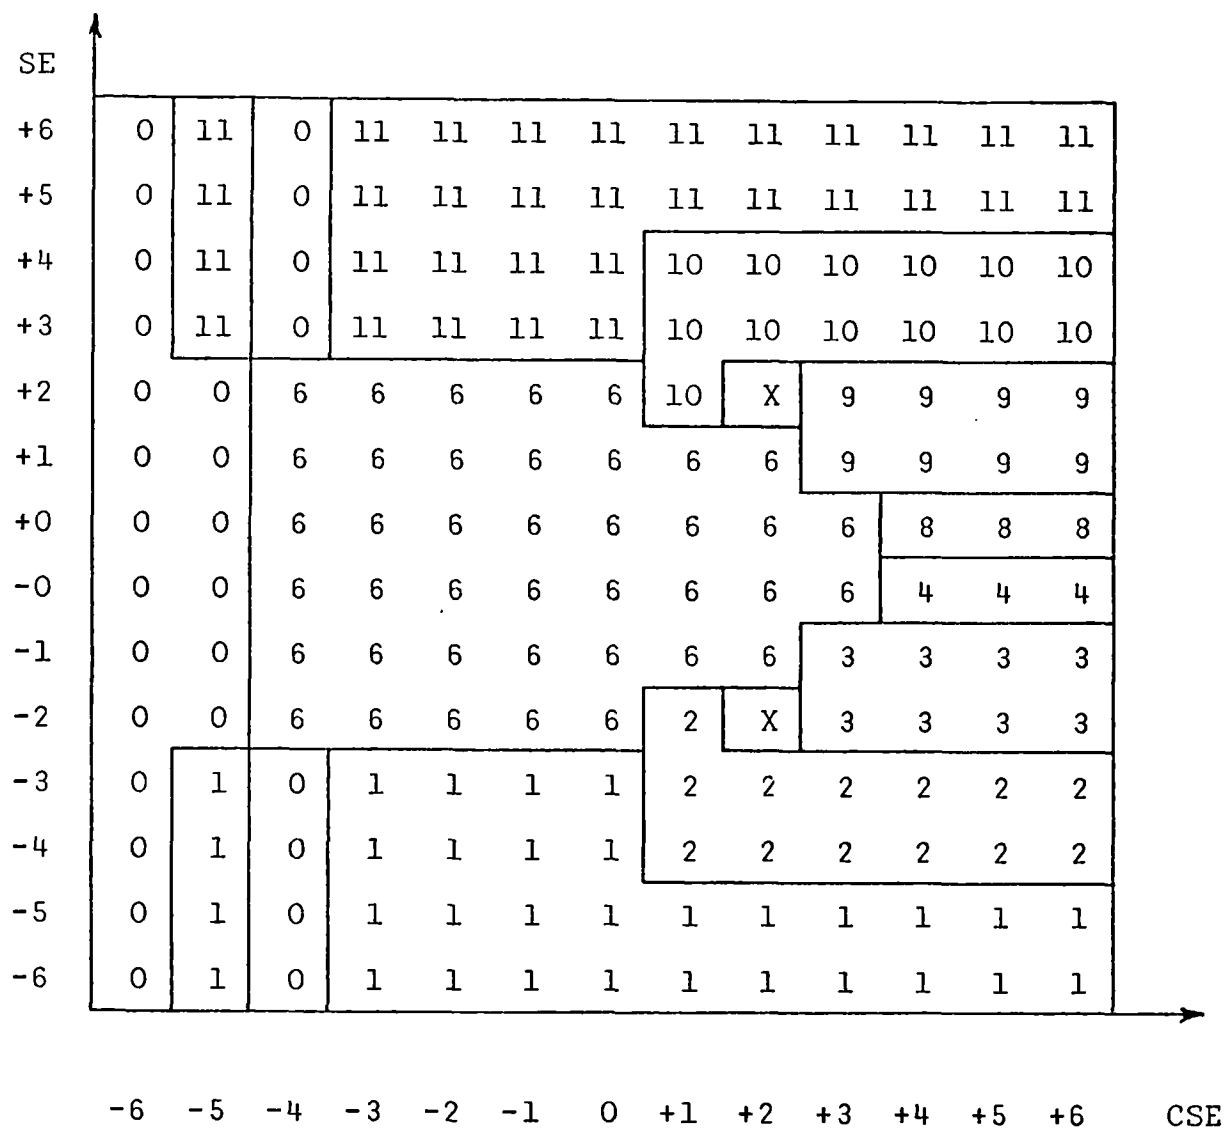 SE
+6 0 11 0 11 11 11 11 11 11 11 11 11 11
+5 0 11 0 11 11 11 11 11 11 11 11 11 11
+4 0 11 0 11 11 11 11 10 10 10 10 10 10
+3 0 11 0 11 11 11 11 10 10 10 10 10 10
+2 0 0 6 6 6 6 6 10 X 9 9 9 9
+1 0 0 6 6 6 6 6 6 6 9 9 9 9
+0 0 0 6 6 6 6 6 6 6 6 8 8 8
-0 0 0 6 6 6 6 6 6 6 6 4 4 4
-1 0 0 6 6 6 6 6 6 6 3 3 3 3
-2 0 0 6 6 6 6 6 2 X 3 3 3 3
-3 0 1 0 1 1 1 1 2 2 2 2 2 2
-4 0 1 0 1 1 1 1 2 2 2 2 2 2
-5 0 1 0 1 1 1 1 1 1 1 1 1 1
-6 0 1 0 1 1 1 1 1 1 1 1 1 1
-6 -5 -4 -3 -2 -1 0 +1 +2 +3 +4 +5 +6 CSE